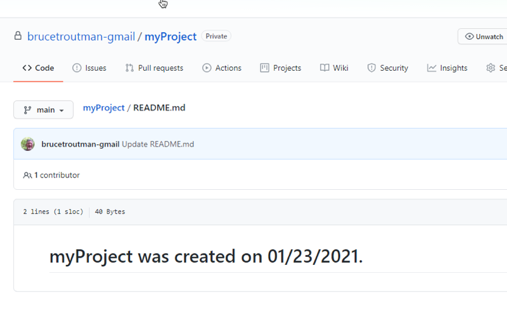 brucetroutman-gmail / myProject Private Unwatch
Code Issues Pull requests Actions Projects Wiki Security Insights Se
main myProject / README.md
brucetroutman-gmail Update README.md
1 contributor
2 lines (1 sloc) 40 Bytes
myProject was created on 01/23/2021.